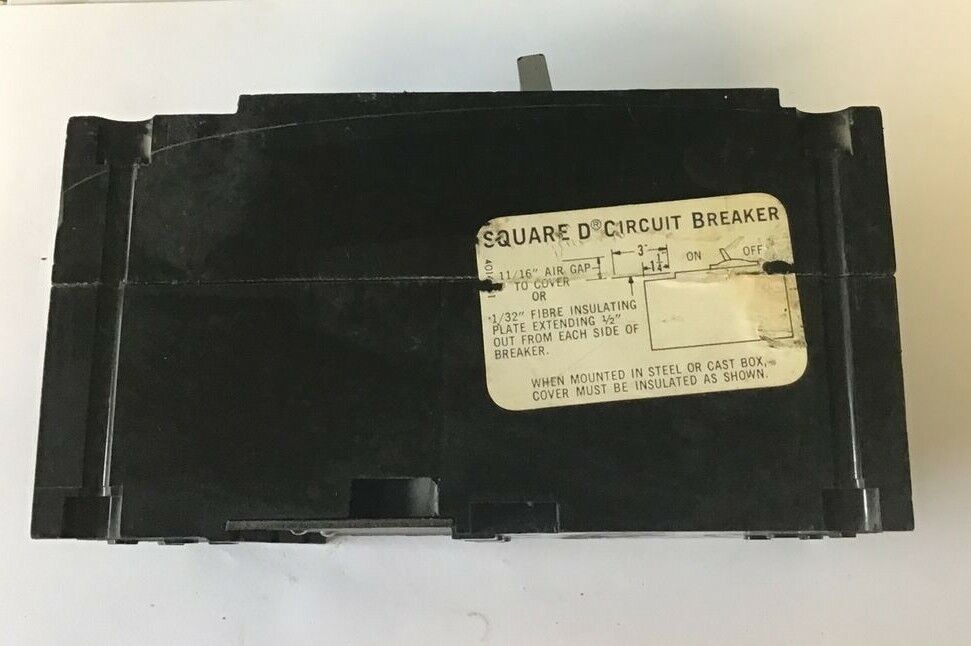 SQUARE D® CIRCUIT BREAKER
3"
1¼
ON
OFF
11/16" AIR GAP
TO COVER
OR
1/32" FIBRE INSULATING
PLATE EXTENDING ½"
OUT FROM EACH SIDE OF
BREAKER.
WHEN MOUNTED IN STEEL OR CAST BOX,
COVER MUST BE INSULATED AS SHOWN.